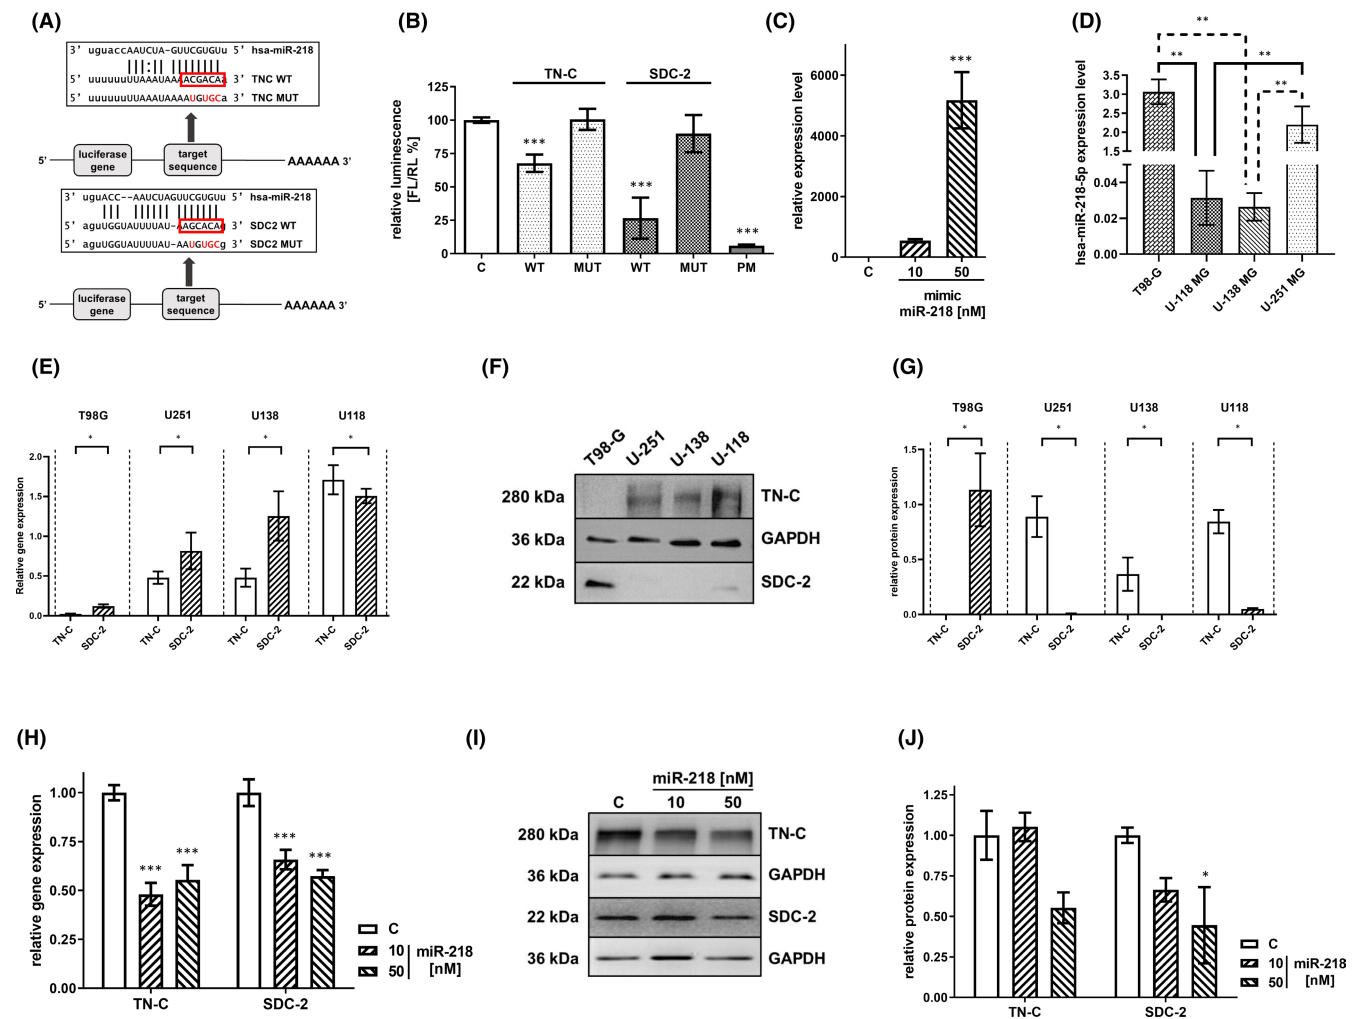 (A)
3’ uguaccAAUCUA-GUUCGUGUu 5’ hsa-miR-218
5’ uuuuuuUUAAUAAAACGACAa 3’ TNC WT
5’ uuuuuuUUAAUAAAAUGUGCa 3’ TNC MUT
5’ luciferase gene target sequence AAAAAA 3’
3’ uguACC--AAUCUAGUUCGUGUu 5’ hsa-miR-218
5’ aguUGGUAUUUUAU-AAGCACAg 3’ SDC2 WT
5’ aguUGGUAUUUUAU-AAUGUGCg 3’ SDC2 MUT
5’ luciferase gene target sequence AAAAAA 3’
(B)
TN-C SDC-2
relative luminescence
[FL/RL %]
125
100
75
50
25
0
*** *** ***
C WT MUT WT MUT PM
(C)
relative expression level
6000
4000
2000
0
***
C 10 50
mimic
miR-218 [nM]
(D)
hsa-miR-218-5p expression level
3.5
3.0
2.5
2.0
1.5
0.04
0.02
0.00
**
** **
**
T98-G U-118 MG U-138 MG U-251 MG
(E)
T98G U251 U138 U118
* * * *
Relative gene expression
2.0
1.5
1.0
0.5
0.0
TN-C SDC-2 TN-C SDC-2 TN-C SDC-2 TN-C SDC-2
(F)
T98-G U-251 U-138 U-118
280 kDa TN-C
36 kDa GAPDH
22 kDa SDC-2
(G)
T98G U251 U138 U118
* * * *
relative protein expression
1.5
1.0
0.5
0.0
TN-C SDC-2 TN-C SDC-2 TN-C SDC-2 TN-C SDC-2
(H)
relative gene expression
1.00
0.75
0.50
0.25
0.00
*** *** *** ***
TN-C SDC-2
C
10
50
miR-218
[nM]
(I)
miR-218 [nM]
C 10 50
280 kDa TN-C
36 kDa GAPDH
22 kDa SDC-2
36 kDa GAPDH
(J)
relative protein expression
1.25
1.00
0.75
0.50
0.25
0.00
*
TN-C SDC-2
C
10
50
miR-218
[nM]